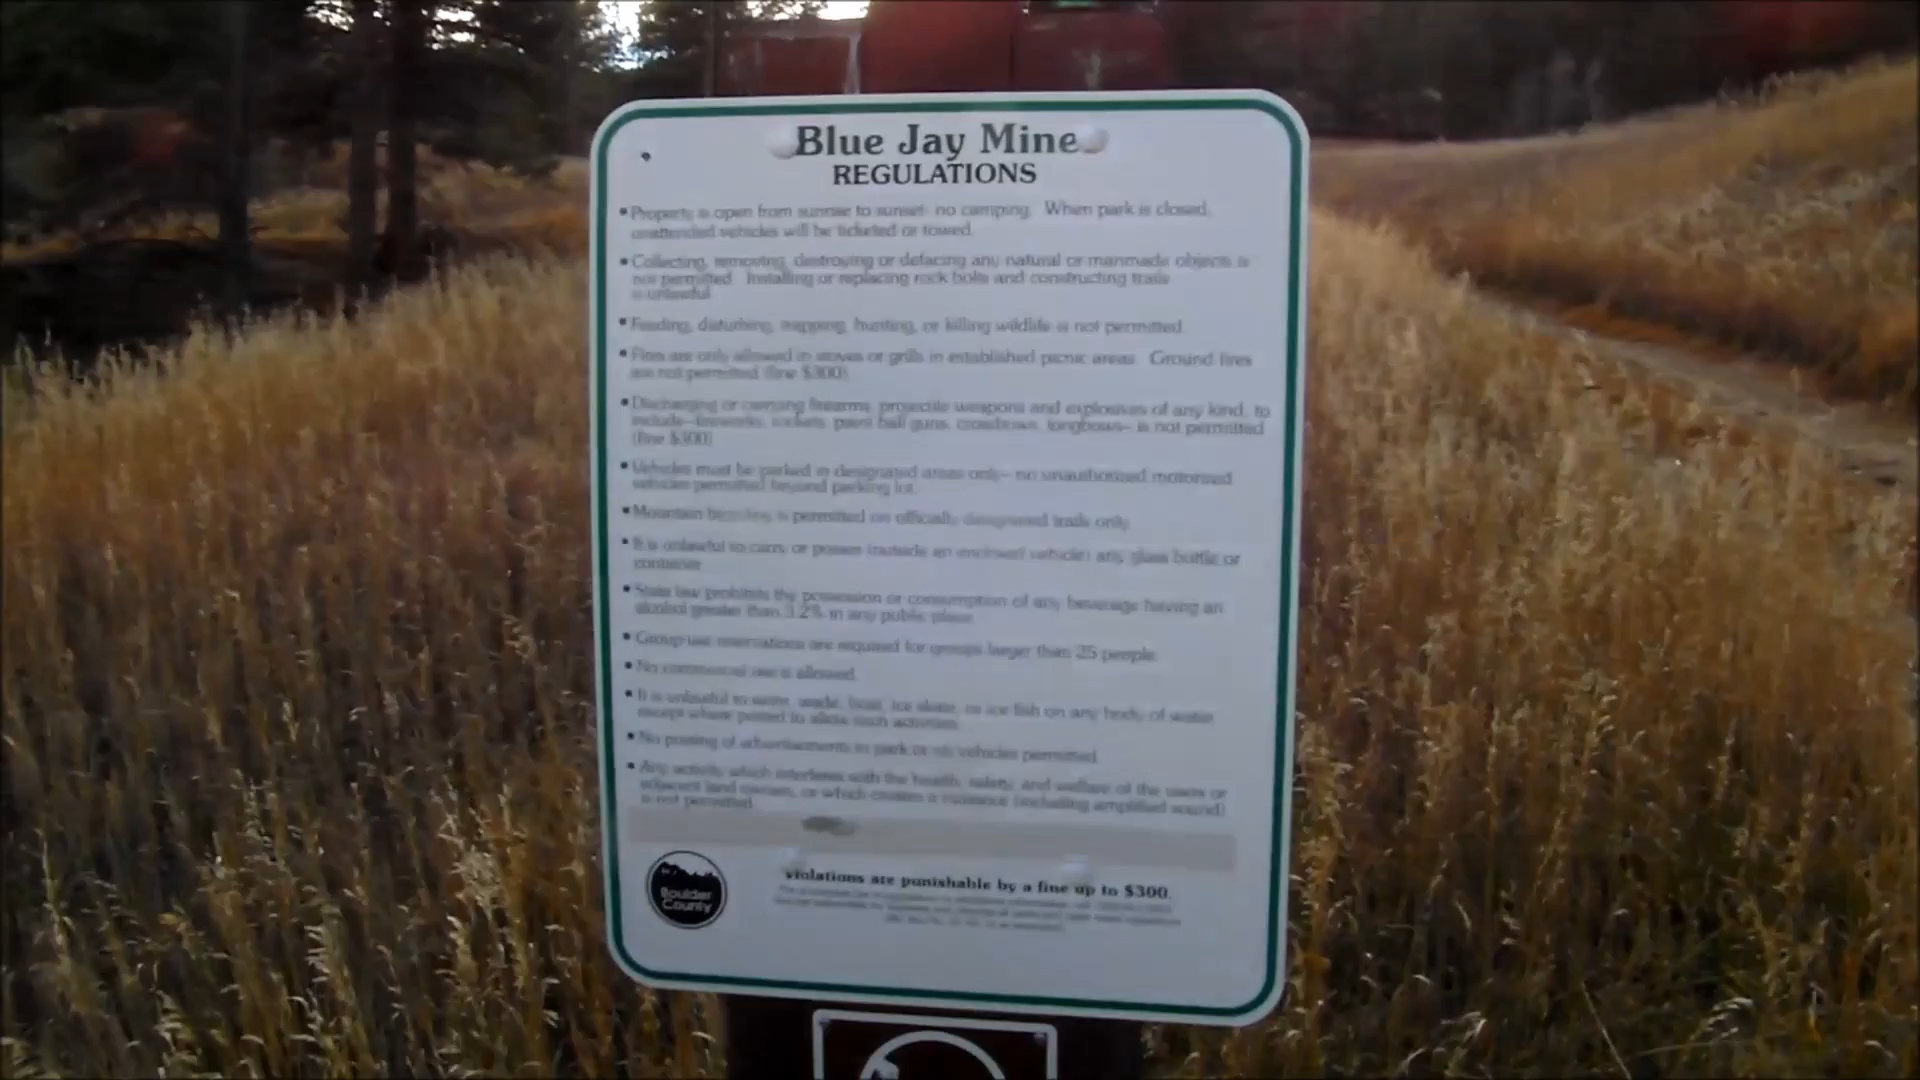 Blue Jay Mine
REGULATIONS
• Property is open from sunrise to sunset- no camping. When park is closed,
unattended vehicles will be ticketed or towed.
• Collecting, removing, destroying or defacing any natural or manmade objects is
not permitted. Installing or replacing rock bolts and constructing trails
is unlawful.
• Feeding, disturbing, trapping, hunting, or killing wildlife is not permitted.
• Fires are only allowed in stoves or grills in established picnic areas. Ground fires
are not permitted (fine $300).
• Discharging or carrying firearms, projectile weapons and explosives of any kind, to
include--fireworks, rockets, paint ball guns, crossbows, longbows-- is not permitted
(fine $300).
• Vehicles must be parked in designated areas only-- no unauthorized motorized
vehicles permitted beyond parking lot.
• Mountain bicycling is permitted on officially designated trails only.
• It is unlawful to carry or possess (outside an enclosed vehicle) any glass bottle or
container.
• State law prohibits the possession or consumption of any beverage having an
alcohol greater than 3.2% in any public place.
• Group use reservations are required for groups larger than 25 people.
• No commercial use is allowed.
• It is unlawful to swim, wade, boat, ice skate, or ice fish on any body of water
except where posted to allow such activities.
• No posting of advertisements in park or on vehicles permitted.
• Any activity which interferes with the health, safety, and welfare of the users or
adjacent land owners, or which creates a nuisance (including amplified sound)
is not permitted.
violations are punishable by a fine up to $300.
Boulder
County